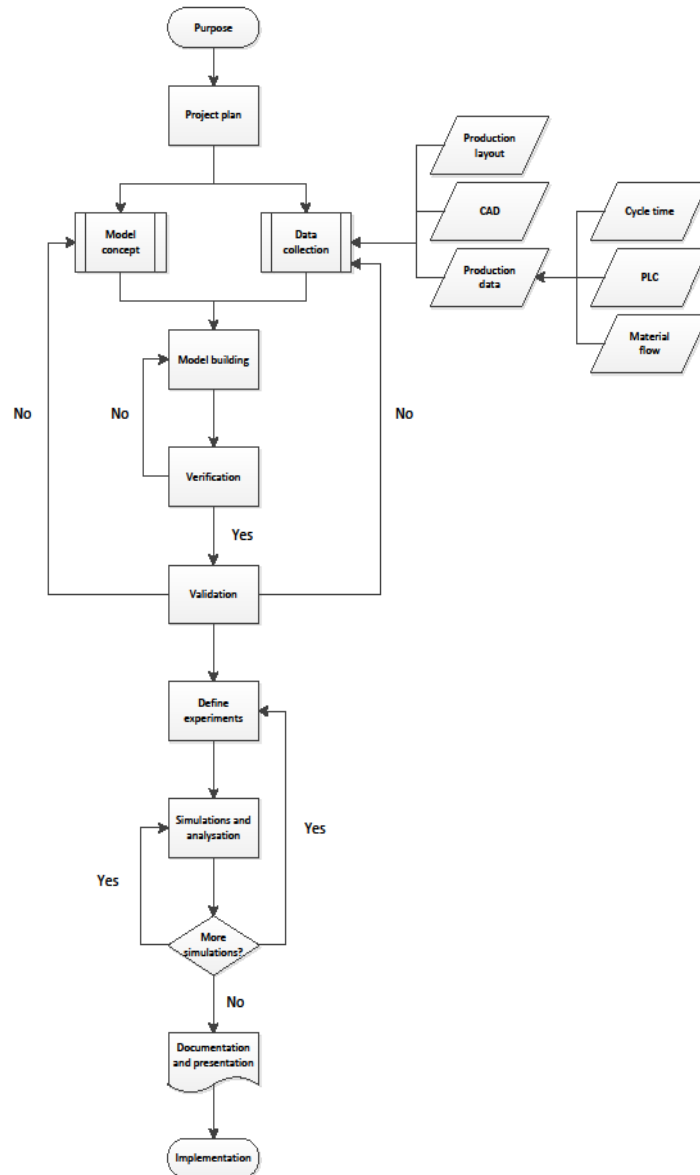 Purpose
Project plan
Production
layout
CAD
Production
data
Cycle time
PLC
Material
flow
Model
concept
Data
collection
Model building
No
No
No
Verification
Yes
Validation
Define
experiments
Simulations and
analysation
Yes
Yes
More
simulations?
No
Documentation
and presentation
Implementation